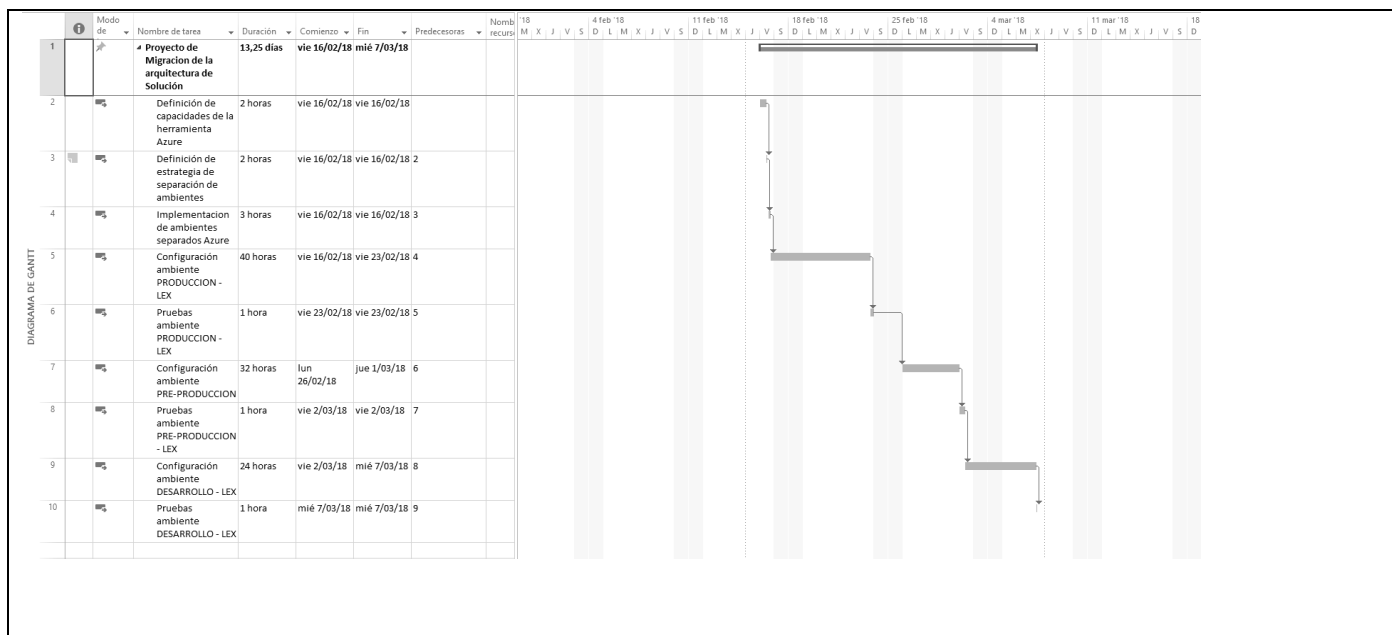 Modo
de
Nombre de tarea
Duración
Comienzo
Fin
Predecesoras
Nomb
recurs
'18
4 feb '18
11 feb '18
18 feb '18
25 feb '18
4 mar '18
11 mar '18
18
M X J V S D L M X J V S D L M X J V S D L M X J V S D L M X J V S D L M X J V S D L M X J V S D
DIAGRAMA DE GANTT
1 Proyecto de 13,25 días vie 16/02/18 mié 7/03/18
Migracion de la
arquitectura de
Solución
2 Definición de 2 horas vie 16/02/18 vie 16/02/18
capacidades de la
herramienta
Azure
3 Definición de 2 horas vie 16/02/18 vie 16/02/18 2
estrategia de
separación de
ambientes
4 Implementacion 3 horas vie 16/02/18 vie 16/02/18 3
de ambientes
separados Azure
5 Configuración 40 horas vie 16/02/18 vie 23/02/18 4
ambiente
PRODUCCION -
LEX
6 Pruebas 1 hora vie 23/02/18 vie 23/02/18 5
ambiente
PRODUCCION -
LEX
7 Configuración 32 horas lun jue 1/03/18 6
ambiente 26/02/18
PRE-PRODUCCION
8 Pruebas 1 hora vie 2/03/18 vie 2/03/18 7
ambiente
PRE-PRODUCCION
- LEX
9 Configuración 24 horas vie 2/03/18 mié 7/03/18 8
ambiente
DESARROLLO - LEX
10 Pruebas 1 hora mié 7/03/18 mié 7/03/18 9
ambiente
DESARROLLO - LEX